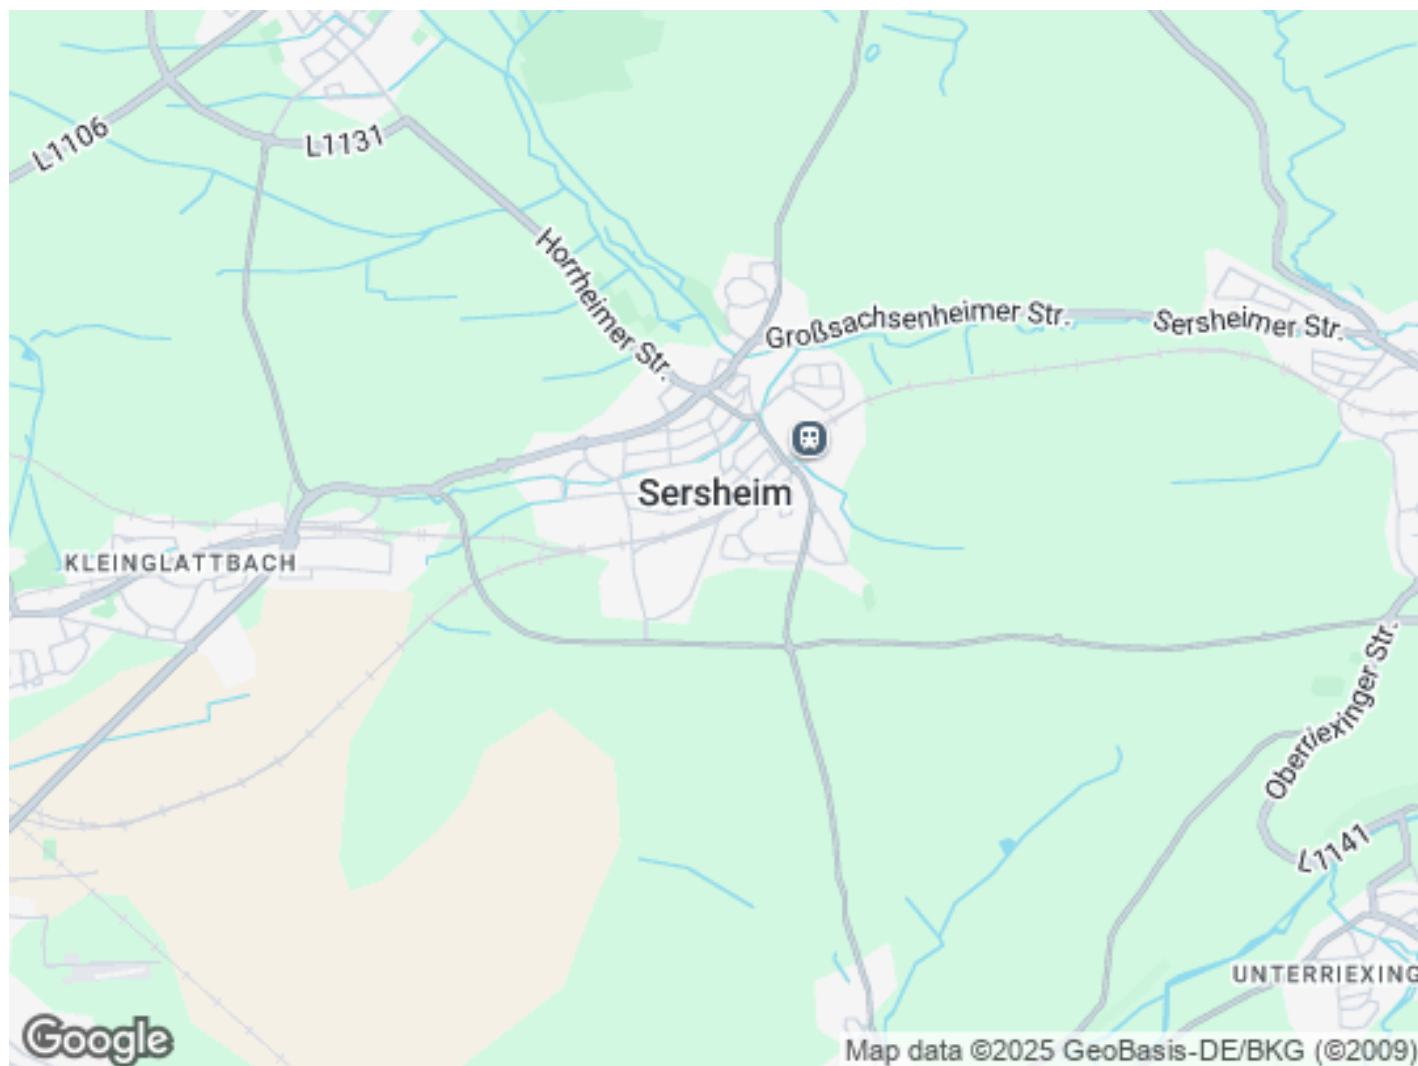 L1106
L1131
Horrheimer Str.
Großsachsenheimer Str.
Sersheimer Str.
Sersheim
KLEINGLATTBACH
Oberriexinger Str.
L1141
UNTERRIEXING
Google
Map data ©2025 GeoBasis-DE/BKG (©2009)